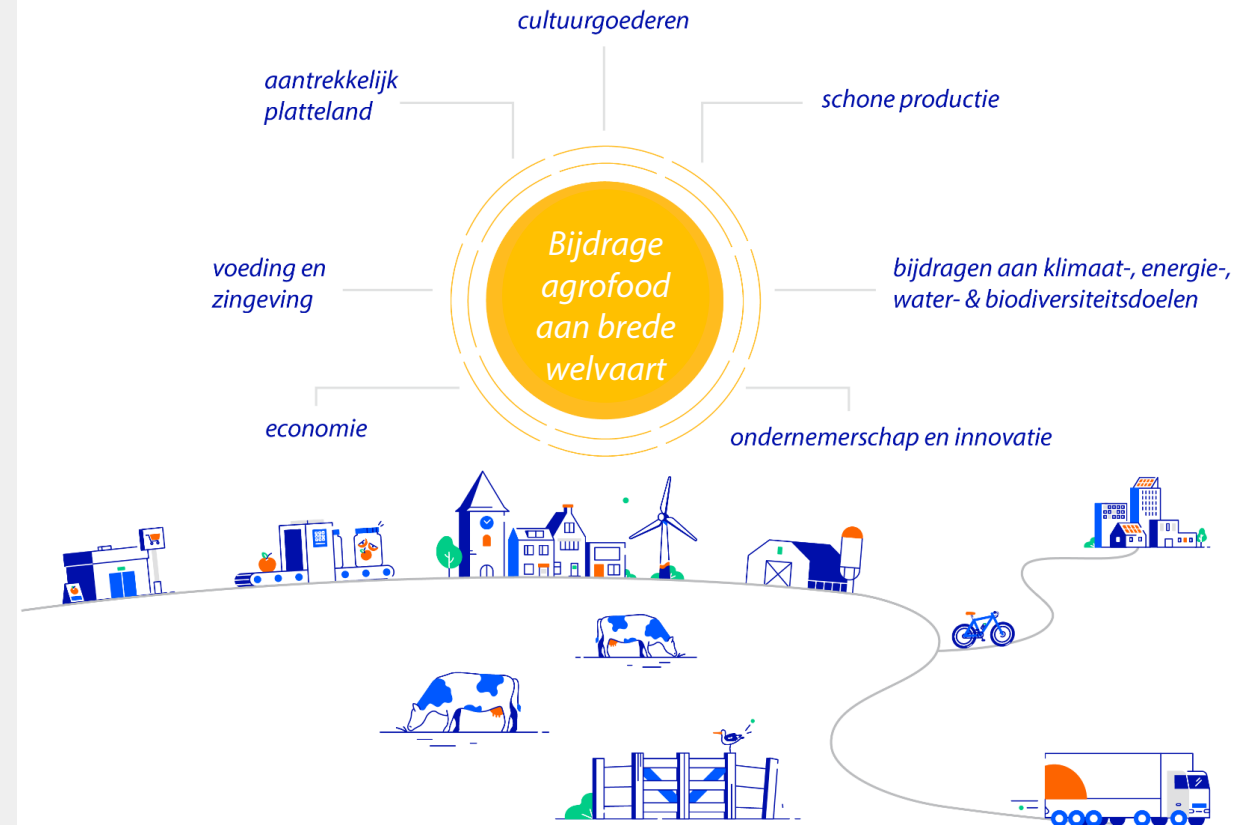 cultuurgoederen
aantrekkelijk
platteland
schone productie
Bijdrage
agrofood
aan brede
welvaart
voeding en
zingeving
bijdragen aan klimaat-, energie-,
water- & biodiversiteitsdoelen
economie
ondernemerschap en innovatie